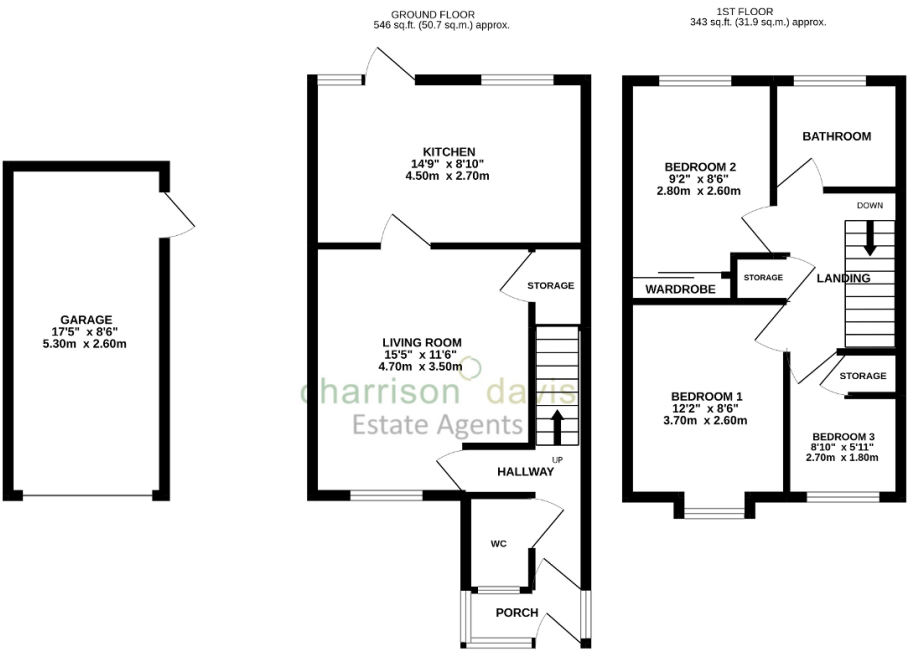 GROUND FLOOR
546 sq.ft. (50.7 sq.m.) approx.
1ST FLOOR
343 sq.ft. (31.9 sq.m.) approx.
GARAGE
17'5" x 8'6"
5.30m x 2.60m
KITCHEN
14'9" x 8'10"
4.50m x 2.70m
STORAGE
LIVING ROOM
15'5" x 11'6"
4.70m x 3.50m
charrison davis
Estate Agents
UP
HALLWAY
WC
PORCH
BATHROOM
BEDROOM 2
9'2" x 8'6"
2.80m x 2.60m
DOWN
LANDING
STORAGE
WARDROBE
STORAGE
BEDROOM 1
12'2" x 8'6"
3.70m x 2.60m
BEDROOM 3
8'10" x 5'11"
2.70m x 1.80m